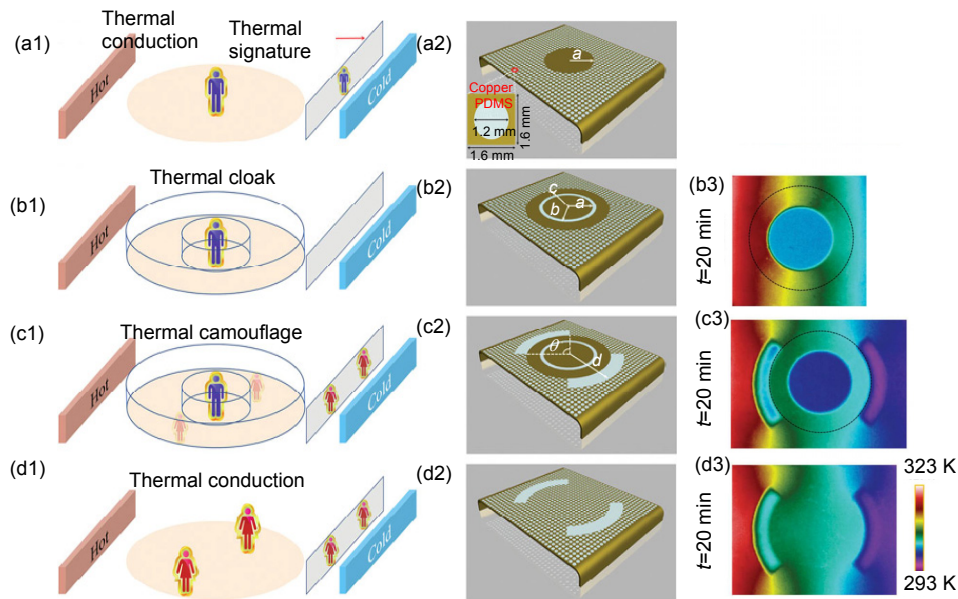 (a1)
Thermal
conduction
Thermal
signature
Hot
Cold
(a2)
a
Copper
PDMS
1.2 mm
1.6 mm
1.6 mm
(b1)
Thermal cloak
Hot
Cold
(b2)
c
a
b
(b3)
t=20 min
(c1)
Thermal camouflage
Hot
Cold
(c2)
θ
d
(c3)
t=20 min
(d1)
Thermal conduction
Hot
Cold
(d2)
(d3)
t=20 min
323 K
293 K